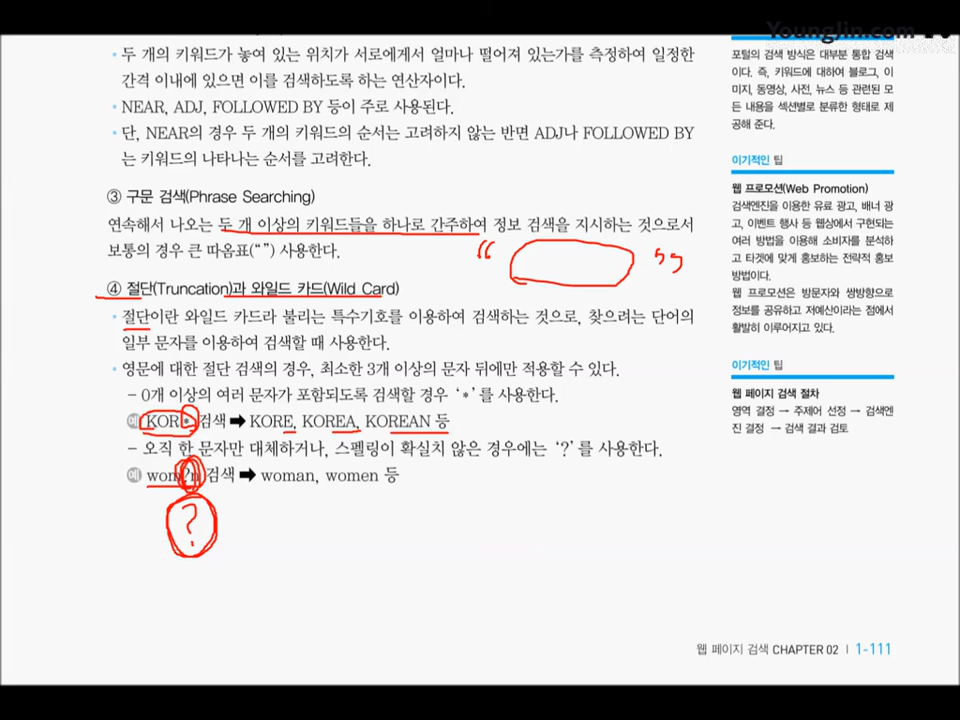 Younglin.com
두 개의 키워드가 놓여 있는 위치가 서로에게서 얼마나 떨어져 있는가를 측정하여 일정한
간격 이내에 있으면 이를 검색하도록 하는 연산자이다.
• NEAR, ADJ, FOLLOWED BY 등이 주로 사용된다.
• 단, NEAR의 경우 두 개의 키워드의 순서는 고려하지 않는 반면 ADJ나 FOLLOWED BY
는 키워드의 나타나는 순서를 고려한다.
③ 구문 검색(Phrase Searching)
연속해서 나오는 두 개 이상의 키워드들을 하나로 간주하여 정보 검색을 지시하는 것으로서
보통의 경우 큰 따옴표(“ ”) 사용한다.
“ ”
④ 절단(Truncation)과 와일드 카드(Wild Card)
• 절단이란 와일드 카드라 불리는 특수기호를 이용하여 검색하는 것으로, 찾으려는 단어의
일부 문자를 이용하여 검색할 때 사용한다.
• 영문에 대한 절단 검색의 경우, 최소한 3개 이상의 문자 뒤에만 적용할 수 있다.
– 0개 이상의 여러 문자가 포함되도록 검색할 경우 ‘*’를 사용한다.
예 KOR* 검색 ➡ KORE, KOREA, KOREAN 등
– 오직 한 문자만 대체하거나, 스펠링이 확실치 않은 경우에는 ‘?’를 사용한다.
예 wom?n 검색 ➡ woman, women 등
?
포털의 검색 방식은 대부분 통합 검색
이다. 즉, 키워드에 대하여 블로그, 이
미지, 동영상, 사전, 뉴스 등 관련된 모
든 내용을 섹션별로 분류한 형태로 제
공해 준다.
이기적인 팁
웹 프로모션(Web Promotion)
검색엔진을 이용한 유료 광고, 배너 광
고, 이벤트 행사 등 웹상에서 구현되는
여러 방법을 이용해 소비자를 분석하
고 타겟에 맞게 홍보하는 전략적 홍보
방법이다.
웹 프로모션은 방문자와 쌍방향으로
정보를 공유하고 저예산이라는 점에서
활발히 이루어지고 있다.
이기적인 팁
웹 페이지 검색 절차
영역 결정 → 주제어 선정 → 검색엔
진 결정 → 검색 결과 검토
웹 페이지 검색 CHAPTER 02 | 1-111